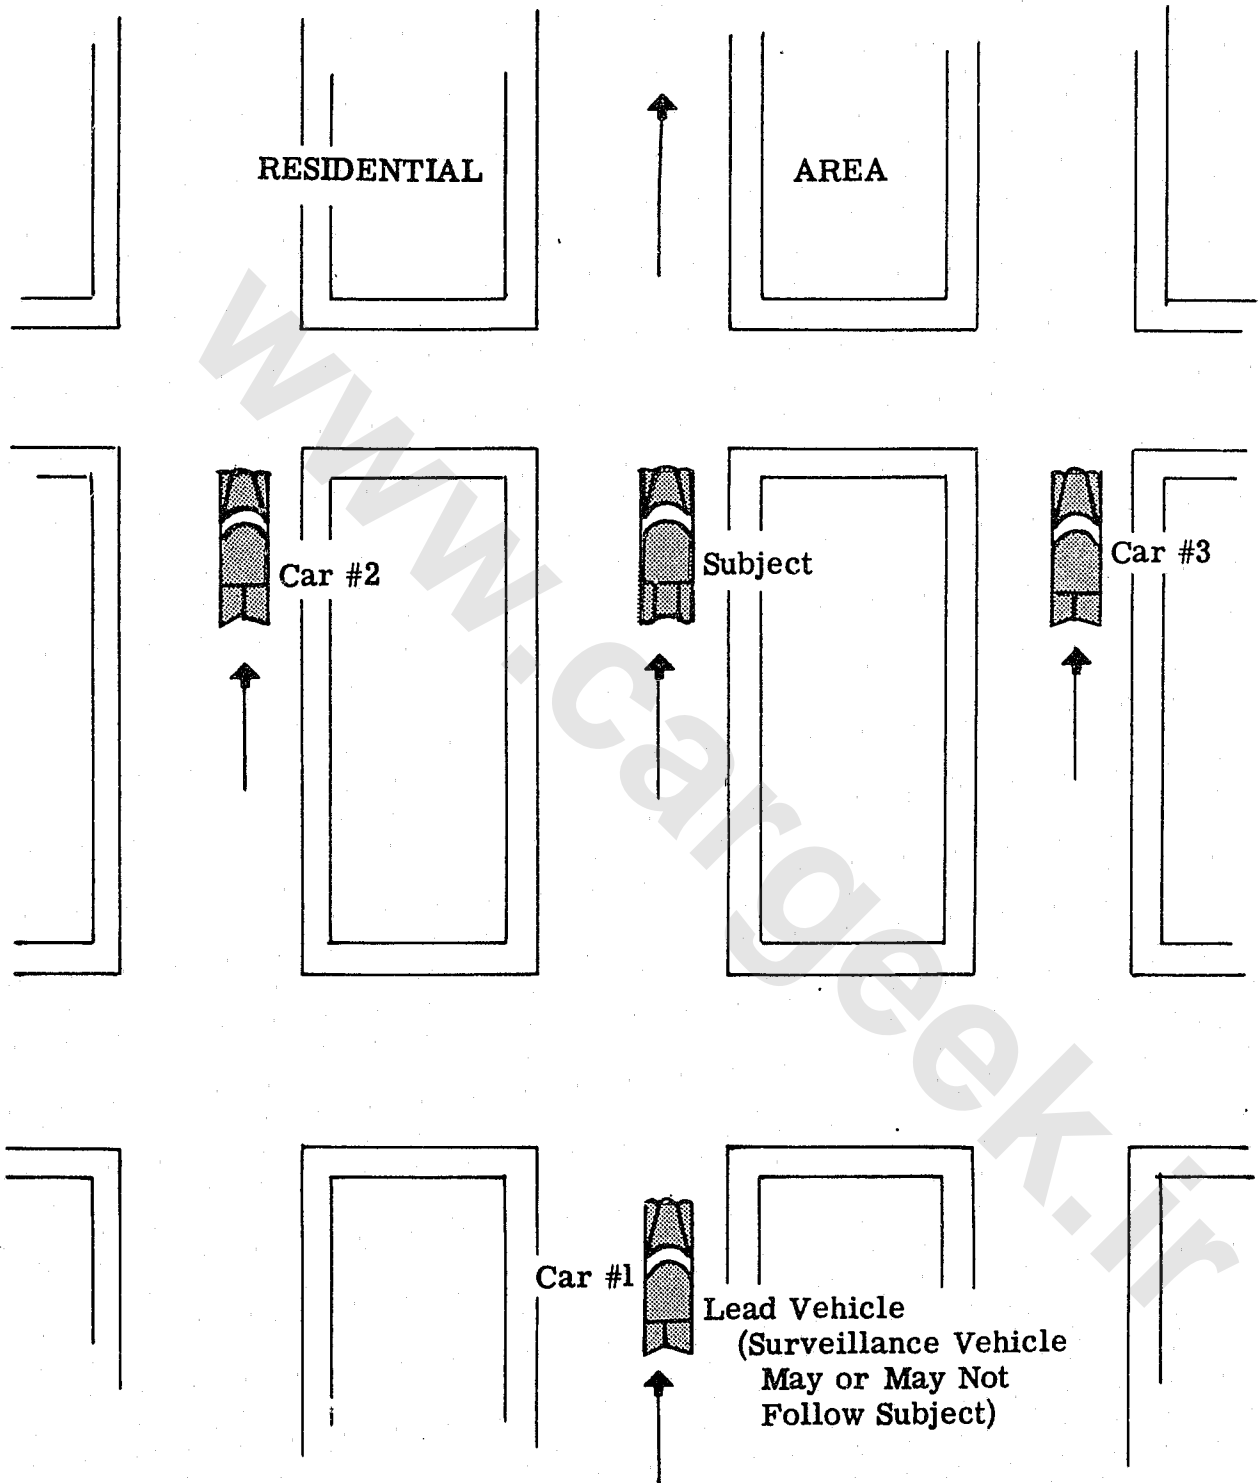 RESIDENTIAL AREA
Car #2
Subject
Car #3
Car #1
Lead Vehicle
(Surveillance Vehicle
May or May Not
Follow Subject)
www.cargeek.ir